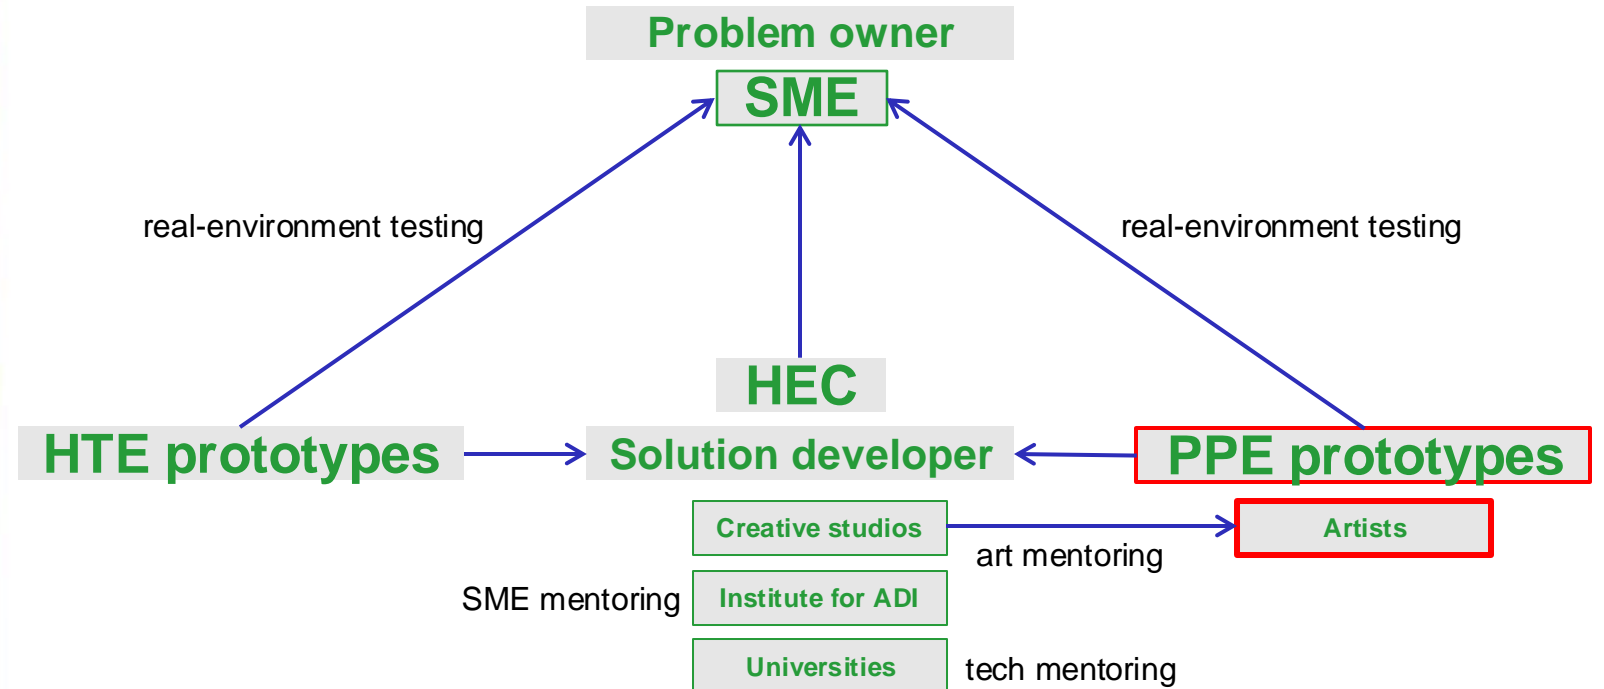 Problem owner
SME
real-environment testing
real-environment testing
HEC
HTE prototypes
Solution developer
PPE prototypes
Creative studios
Artists
art mentoring
SME mentoring
Institute for ADI
Universities
tech mentoring